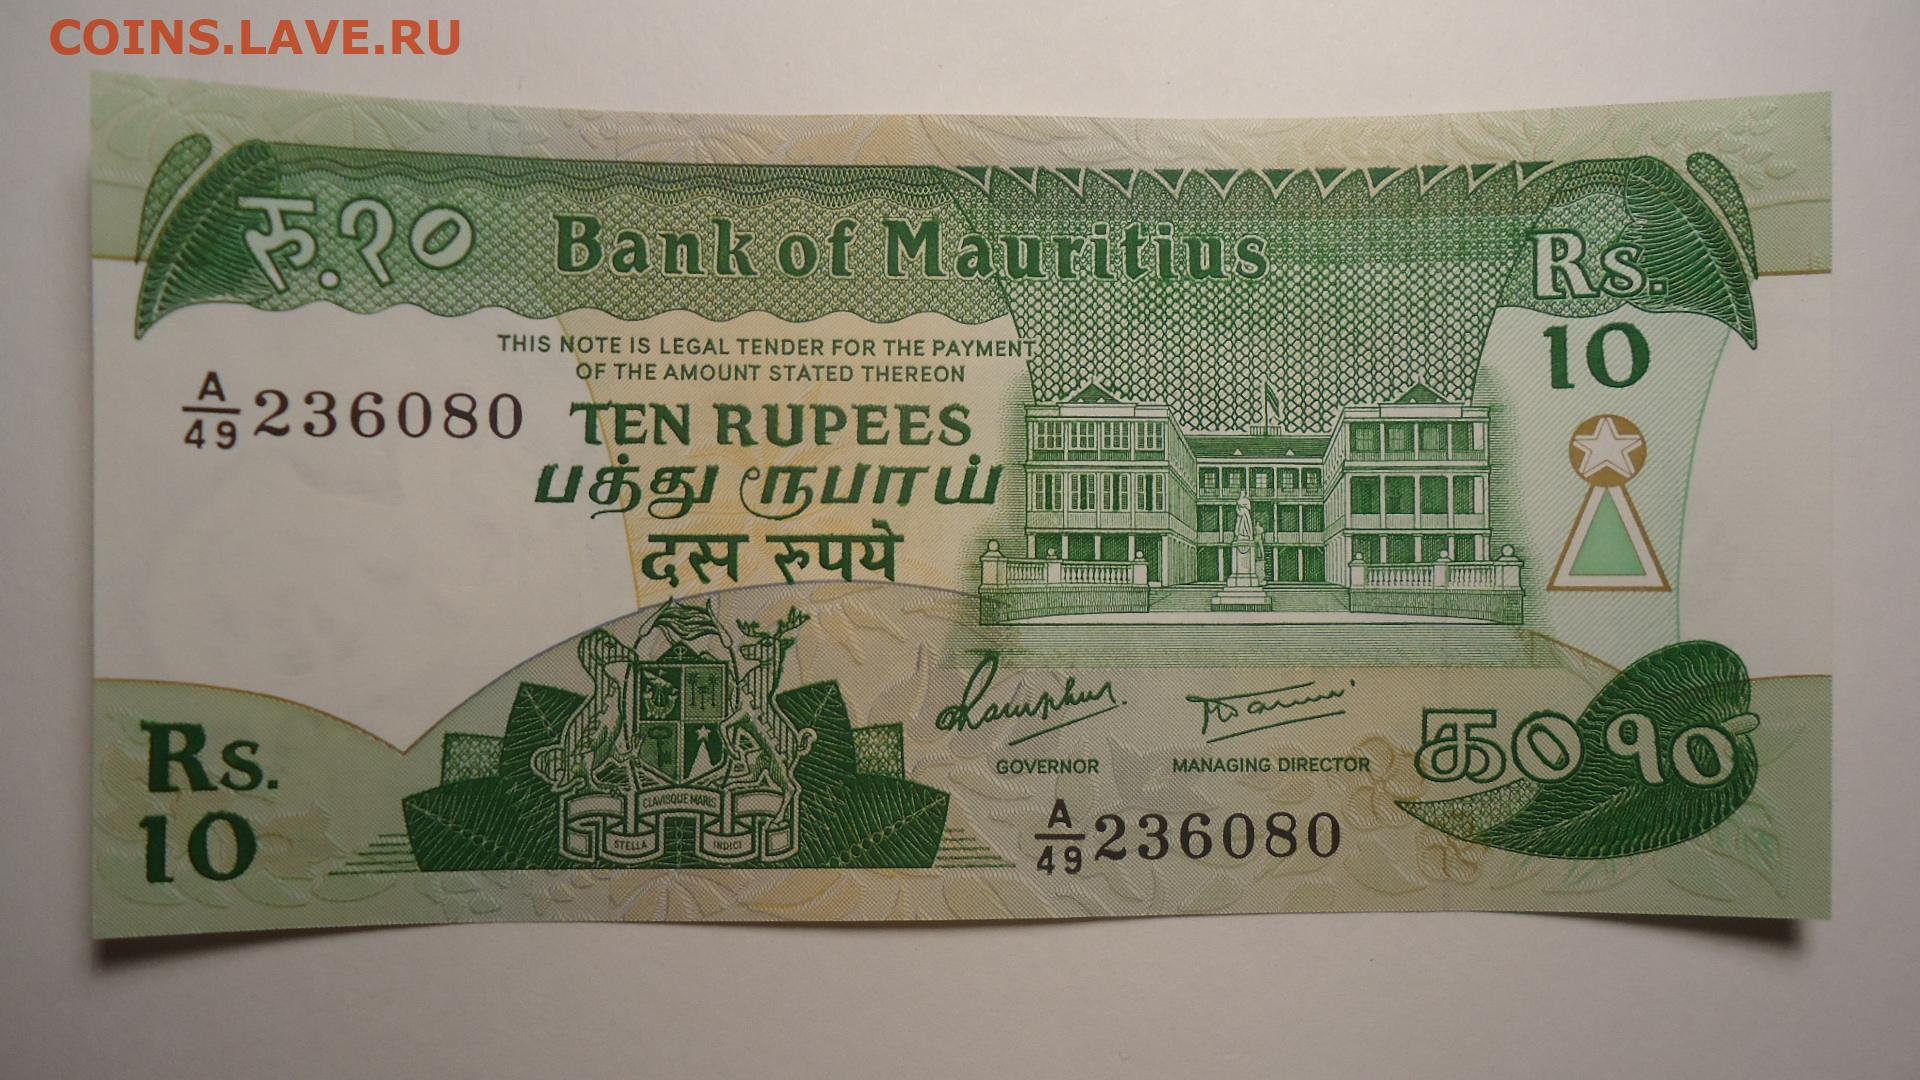 COINS.LAVE.RU
रु.१०
Bank of Mauritius
Rs.
10
THIS NOTE IS LEGAL TENDER FOR THE PAYMENT
OF THE AMOUNT STATED THEREON
A/49 236080
TEN RUPEES
பத்து ரூபாய்
दस रुपये
Rs.
10
CLAVISQUE MARIS
STELLA INDICI
GOVERNOR
MANAGING DIRECTOR
A/49 236080